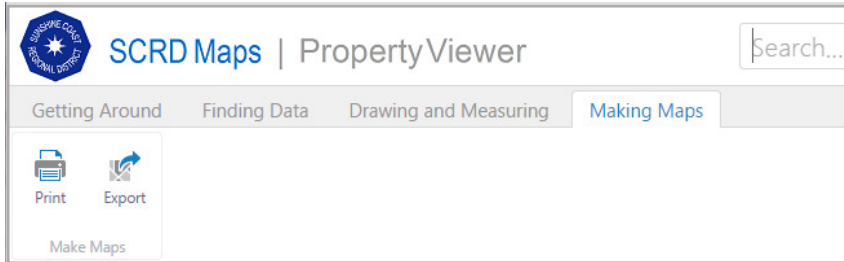 SUNSHINE COAST
REGIONAL DISTRICT
SCRD Maps | PropertyViewer
Search...
Getting Around Finding Data Drawing and Measuring Making Maps
Print Export
Make Maps